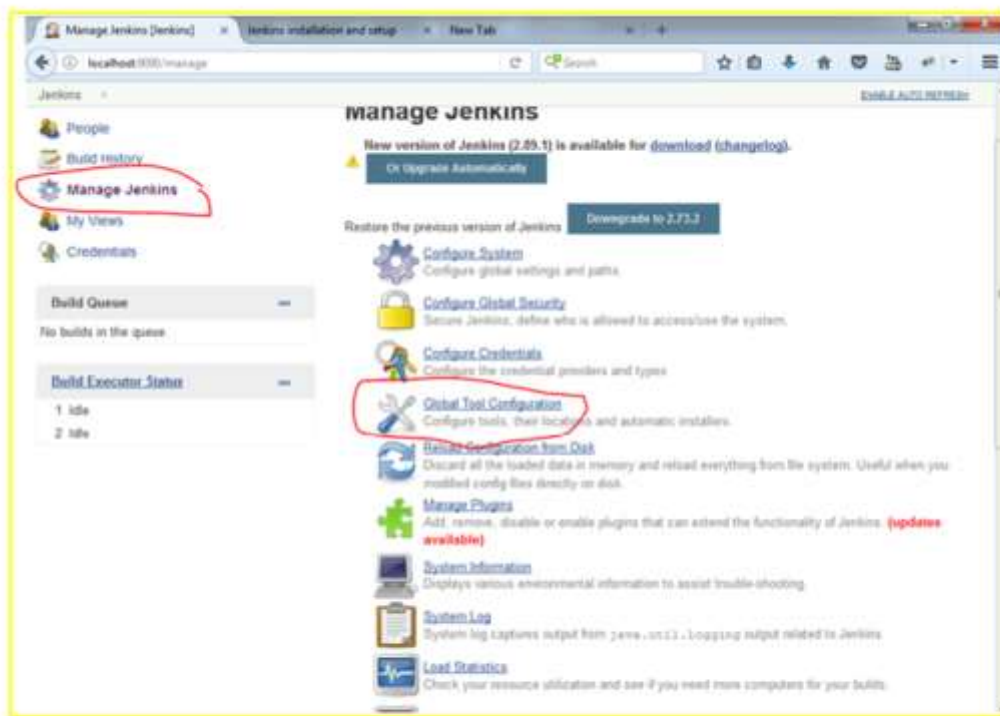 Manage Jenkins [Jenkins]
Jenkins installation and setup
New Tab
localhost:8080/manage
Search
Jenkins
ENABLE AUTO REFRESH
People
Build History
Manage Jenkins
My Views
Credentials
Build Queue
No builds in the queue
Build Executor Status
1 Idle
2 Idle
Manage Jenkins
New version of Jenkins (2.89.1) is available for download (changelog).
Or Upgrade Automatically
Restore the previous version of Jenkins
Downgrade to 2.73.2
Configure System
Configure global settings and paths.
Configure Global Security
Secure Jenkins; define who is allowed to access/use the system.
Configure Credentials
Configure the credential providers and types
Global Tool Configuration
Configure tools, their locations and automatic installers.
Reload Configuration from Disk
Discard all the loaded data in memory and reload everything from file system. Useful when you
modified config files directly on disk.
Manage Plugins
Add, remove, disable or enable plugins that can extend the functionality of Jenkins. (updates
available)
System Information
Displays various environmental information to assist trouble-shooting.
System Log
System log captures output from java.util.logging output related to Jenkins.
Load Statistics
Check your resource utilization and see if you need more computers for your builds.